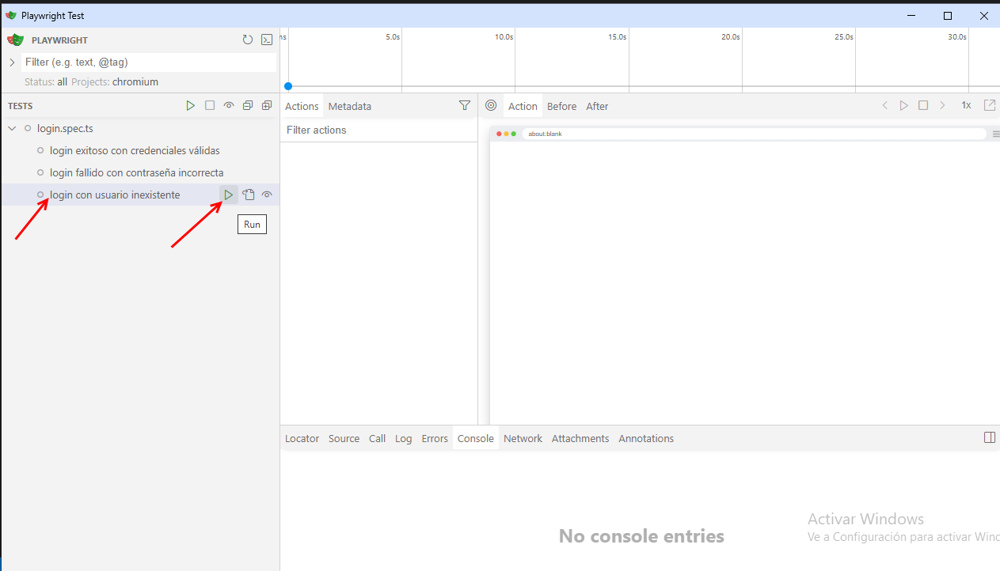 Playwright Test
PLAYWRIGHT
Filter (e.g. text, @tag)
Status: all Projects: chromium
TESTS
login.spec.ts
login exitoso con credenciales válidas
login fallido con contraseña incorrecta
login con usuario inexistente
Run
ns 5.0s 10.0s 15.0s 20.0s 25.0s 30.0s
Actions Metadata
Filter actions
Action Before After
1x
about:blank
Locator Source Call Log Errors Console Network Attachments Annotations
No console entries
Activar Windows
Ve a Configuración para activar Winc